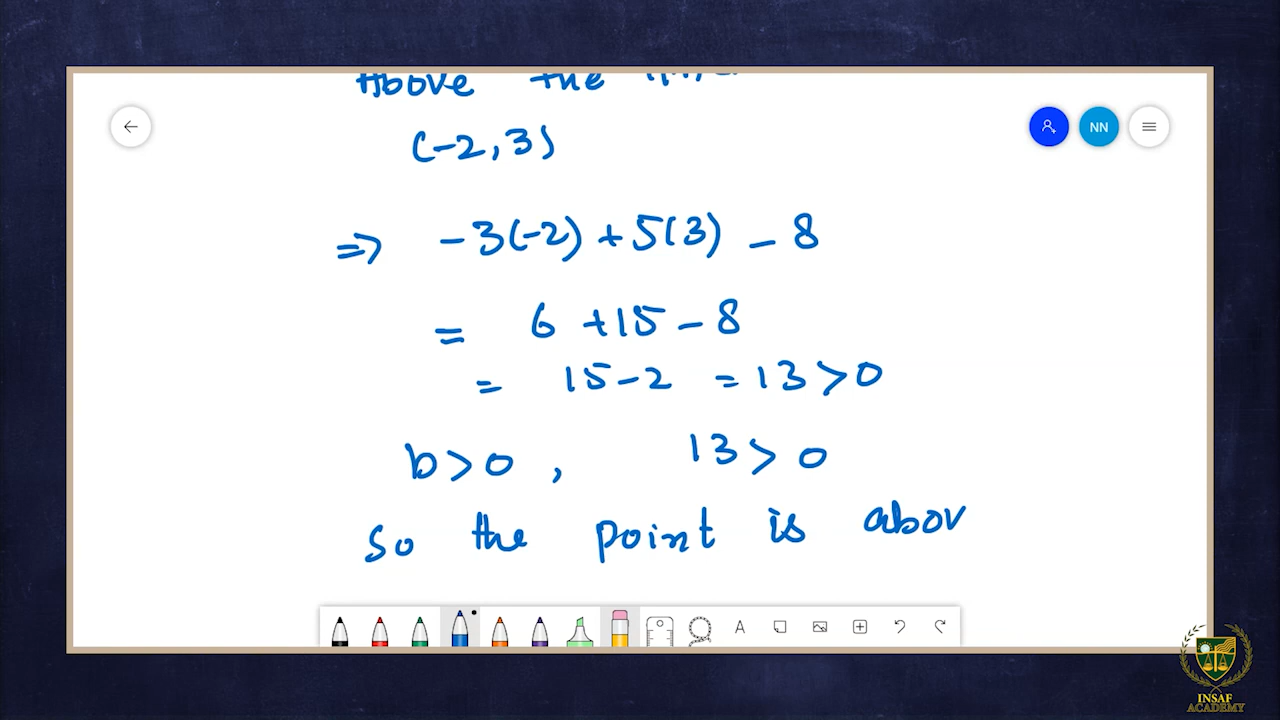 Above the
(-2,3)
=> -3(-2) + 5(3) - 8
= 6 + 15 - 8
= 15 - 2 = 13 > 0
b > 0 , 13 > 0
So the point is abov
NN
A
INSAF
ACADEMY